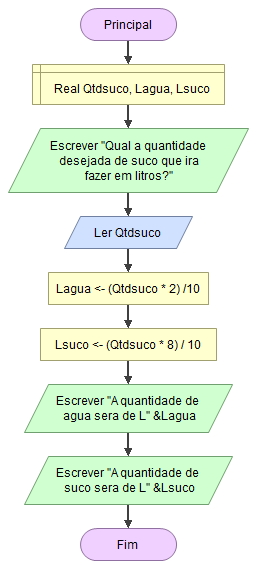 Principal
Real Qtdsuco, Lagua, Lsuco
Escrever "Qual a quantidade
desejada de suco que ira
fazer em litros?"
Ler Qtdsuco
Lagua <- (Qtdsuco * 2) /10
Lsuco <- (Qtdsuco * 8) / 10
Escrever "A quantidade de
agua sera de L" &Lagua
Escrever "A quantidade de
suco sera de L" &Lsuco
Fim